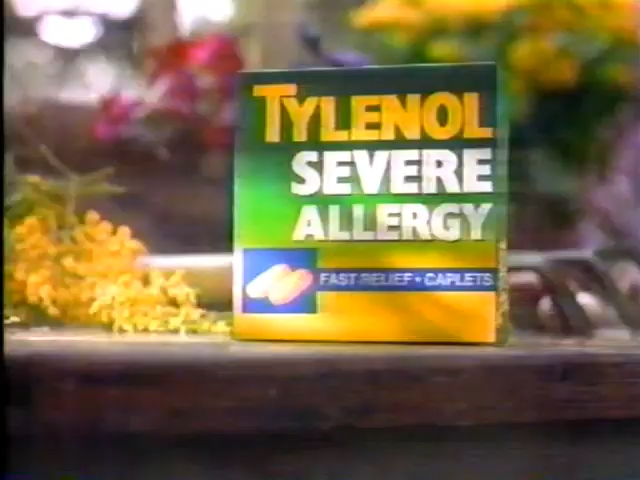 TYLENOL
SEVERE
ALLERGY
FAST RELIEF • CAPLETS